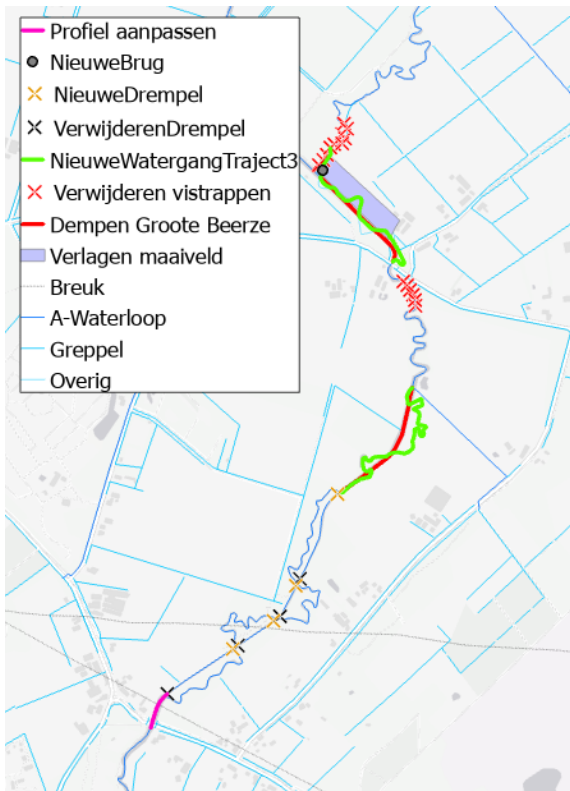 Profiel aanpassen
NieuweBrug
NieuweDrempel
VerwijderenDrempel
NieuweWatergangTraject3
Verwijderen vistrappen
Dempen Groote Beerze
Verlagen maaiveld
Breuk
A-Waterloop
Greppel
Overig